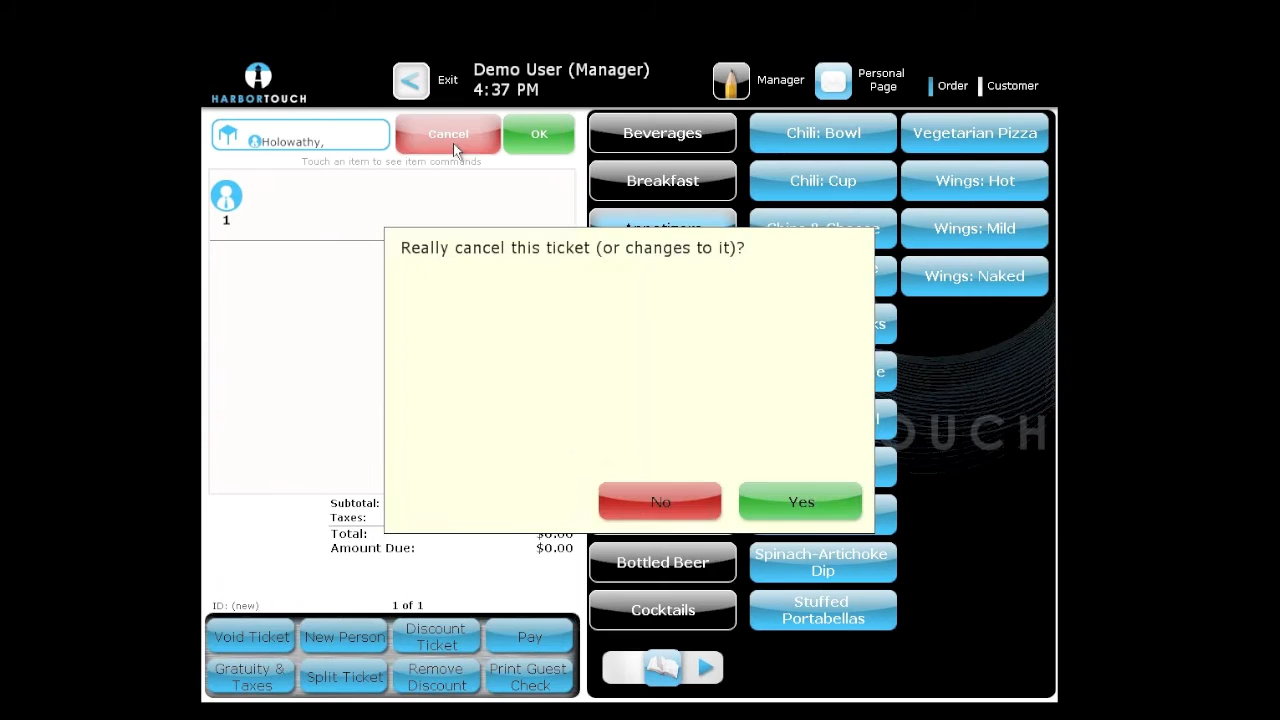 HARBORTOUCH
Exit
Demo User (Manager)
4:37 PM
Manager
Personal
Page
Order
Customer
Holowathy,
Cancel
OK
Touch an item to see item commands
1
Beverages
Breakfast
Chili: Bowl
Chili: Cup
Vegetarian Pizza
Wings: Hot
Wings: Mild
Wings: Naked
Really cancel this ticket (or changes to it)?
No
Yes
Subtotal:
Taxes:
Total: $0.00
Amount Due: $0.00
ID: (new)
1 of 1
Void Ticket
New Person
Discount
Ticket
Pay
Gratuity &
Taxes
Split Ticket
Remove
Discount
Print Guest
Check
Bottled Beer
Cocktails
Spinach-Artichoke
Dip
Stuffed
Portabellas